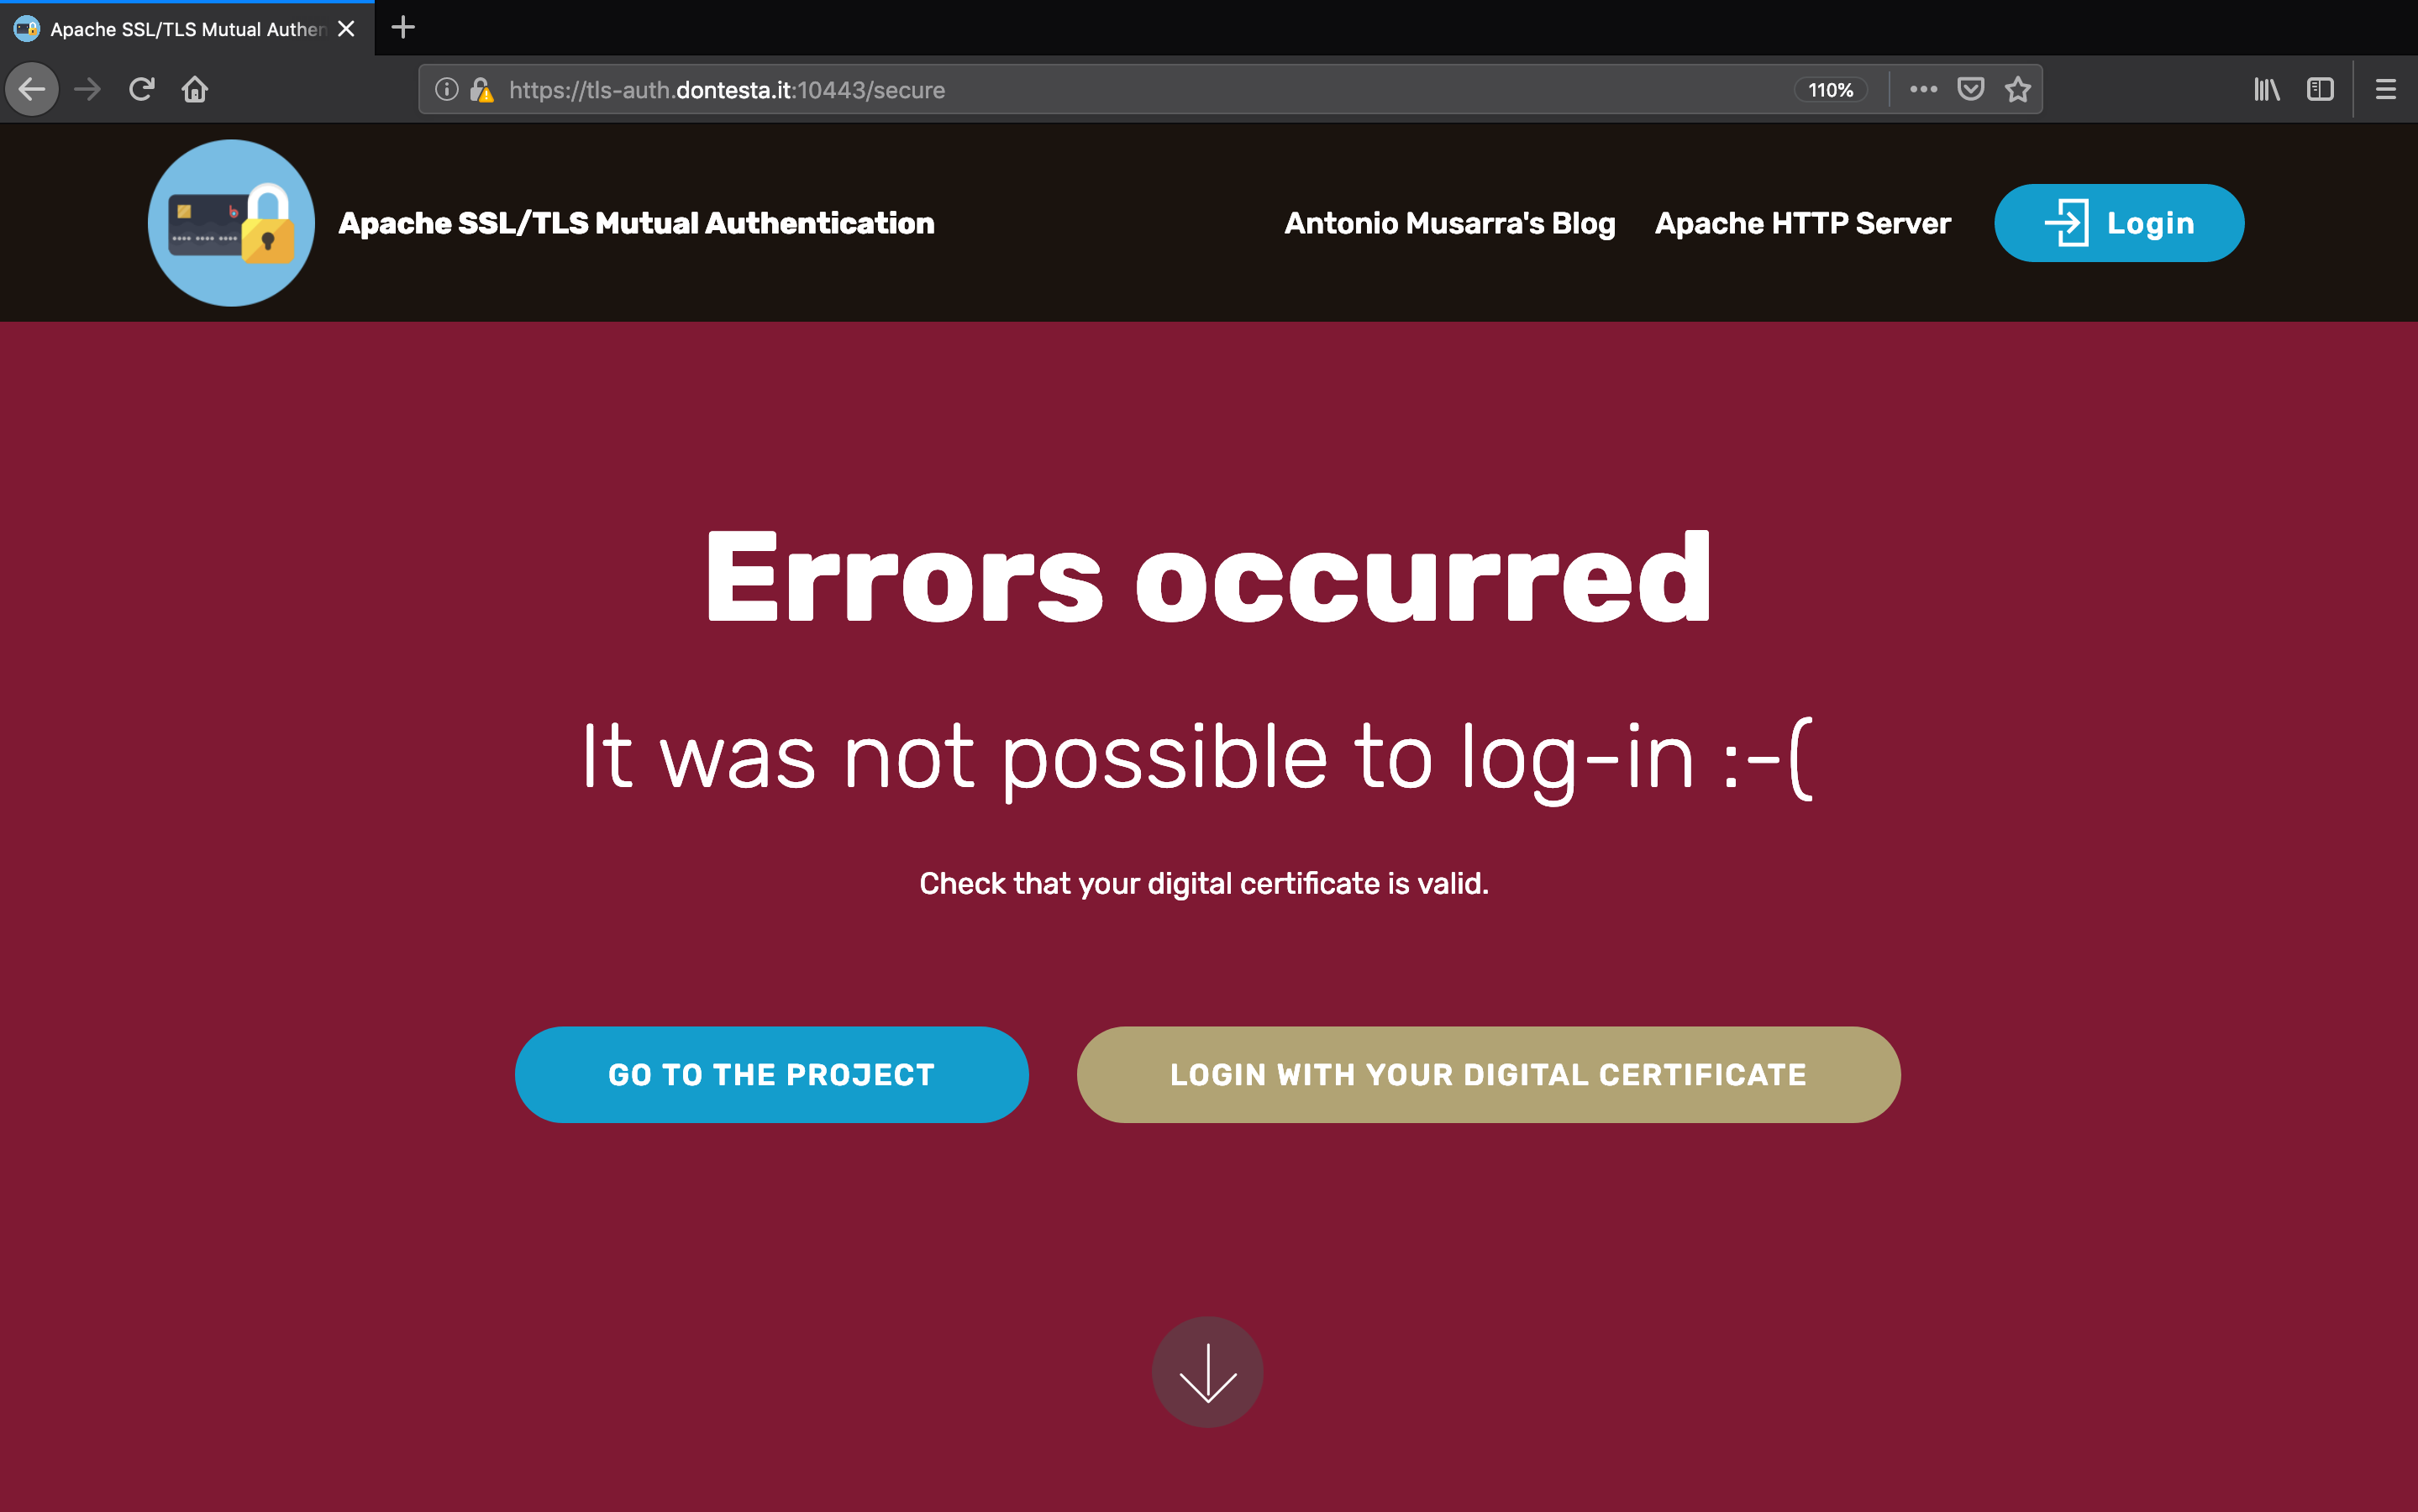 Apache SSL/TLS Mutual Authen
https://tls-auth.dontesta.it:10443/secure
110%
Apache SSL/TLS Mutual Authentication
Antonio Musarra's Blog
Apache HTTP Server
Login
Errors occurred
It was not possible to log-in :-(
Check that your digital certificate is valid.
GO TO THE PROJECT
LOGIN WITH YOUR DIGITAL CERTIFICATE